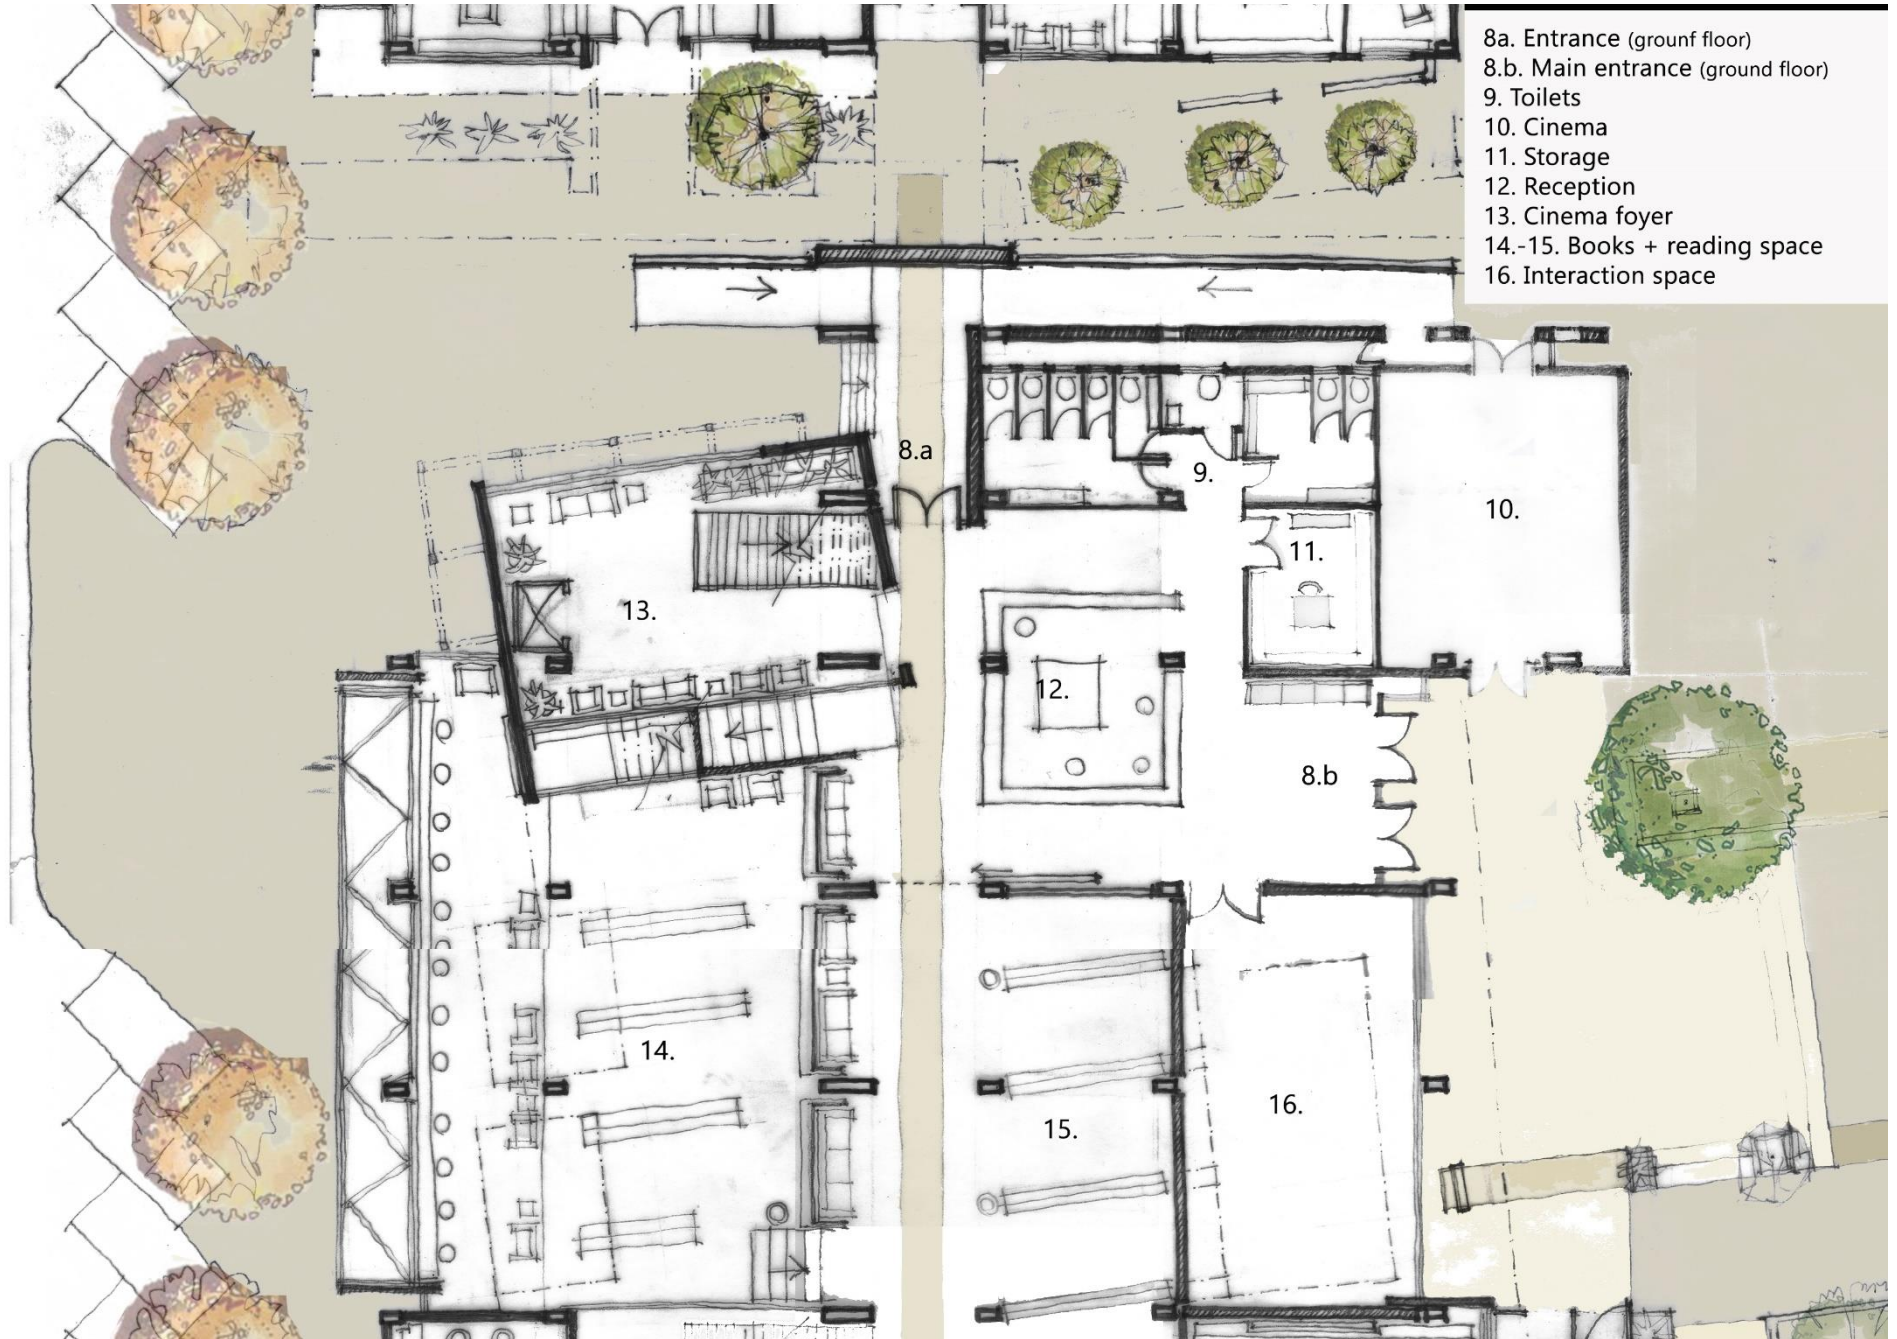 8a. Entrance (grounf floor)
8.b. Main entrance (ground floor)
9. Toilets
10. Cinema
11. Storage
12. Reception
13. Cinema foyer
14.-15. Books + reading space
16. Interaction space
8.a
9.
10.
11.
13.
12.
8.b
14.
16.
15.